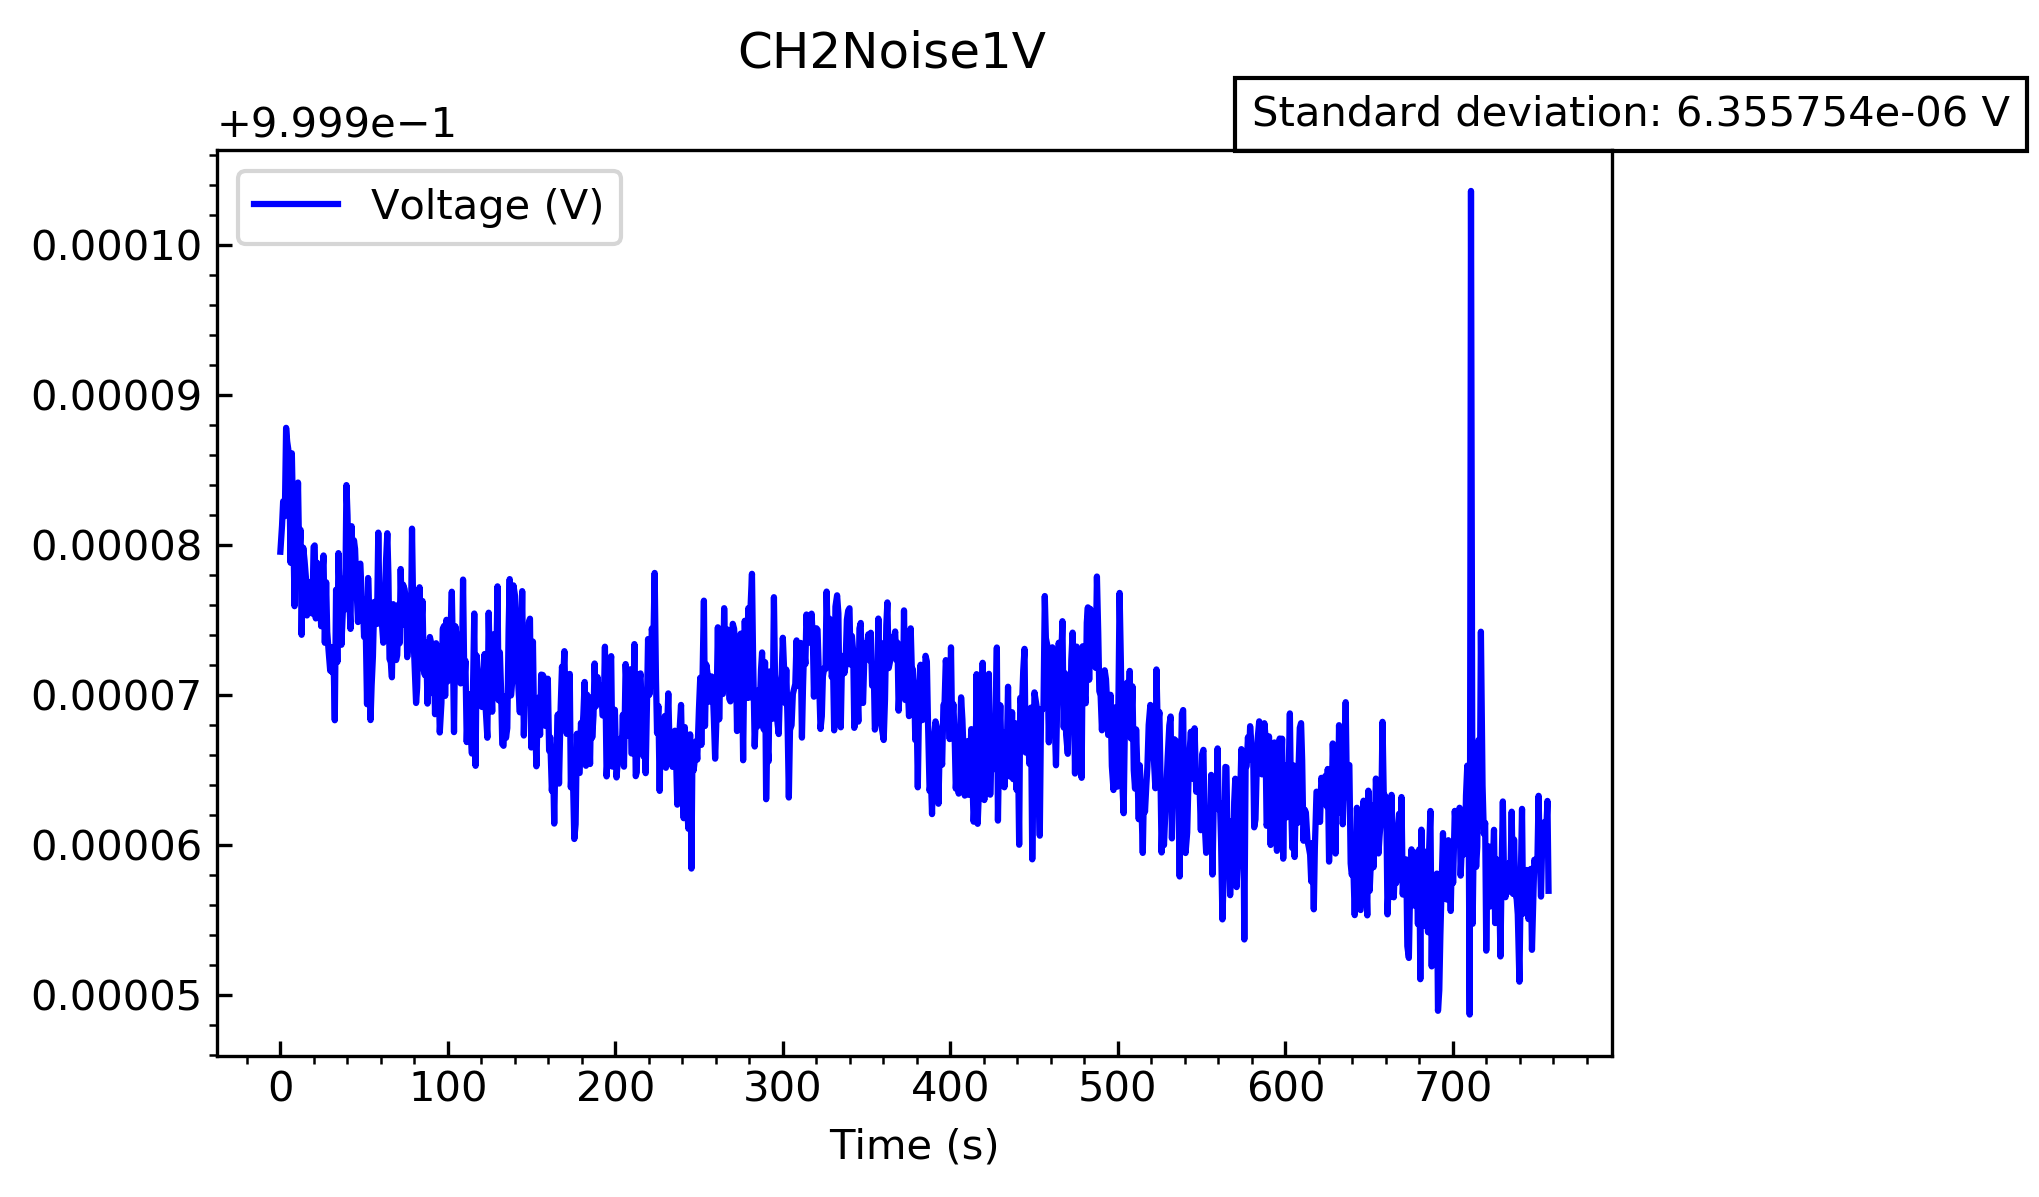 CH2Noise1V
Standard deviation: 6.355754e-06 V
+9.999e−1
Voltage (V)
0.00010
0.00009
0.00008
0.00007
0.00006
0.00005
0 100 200 300 400 500 600 700
Time (s)